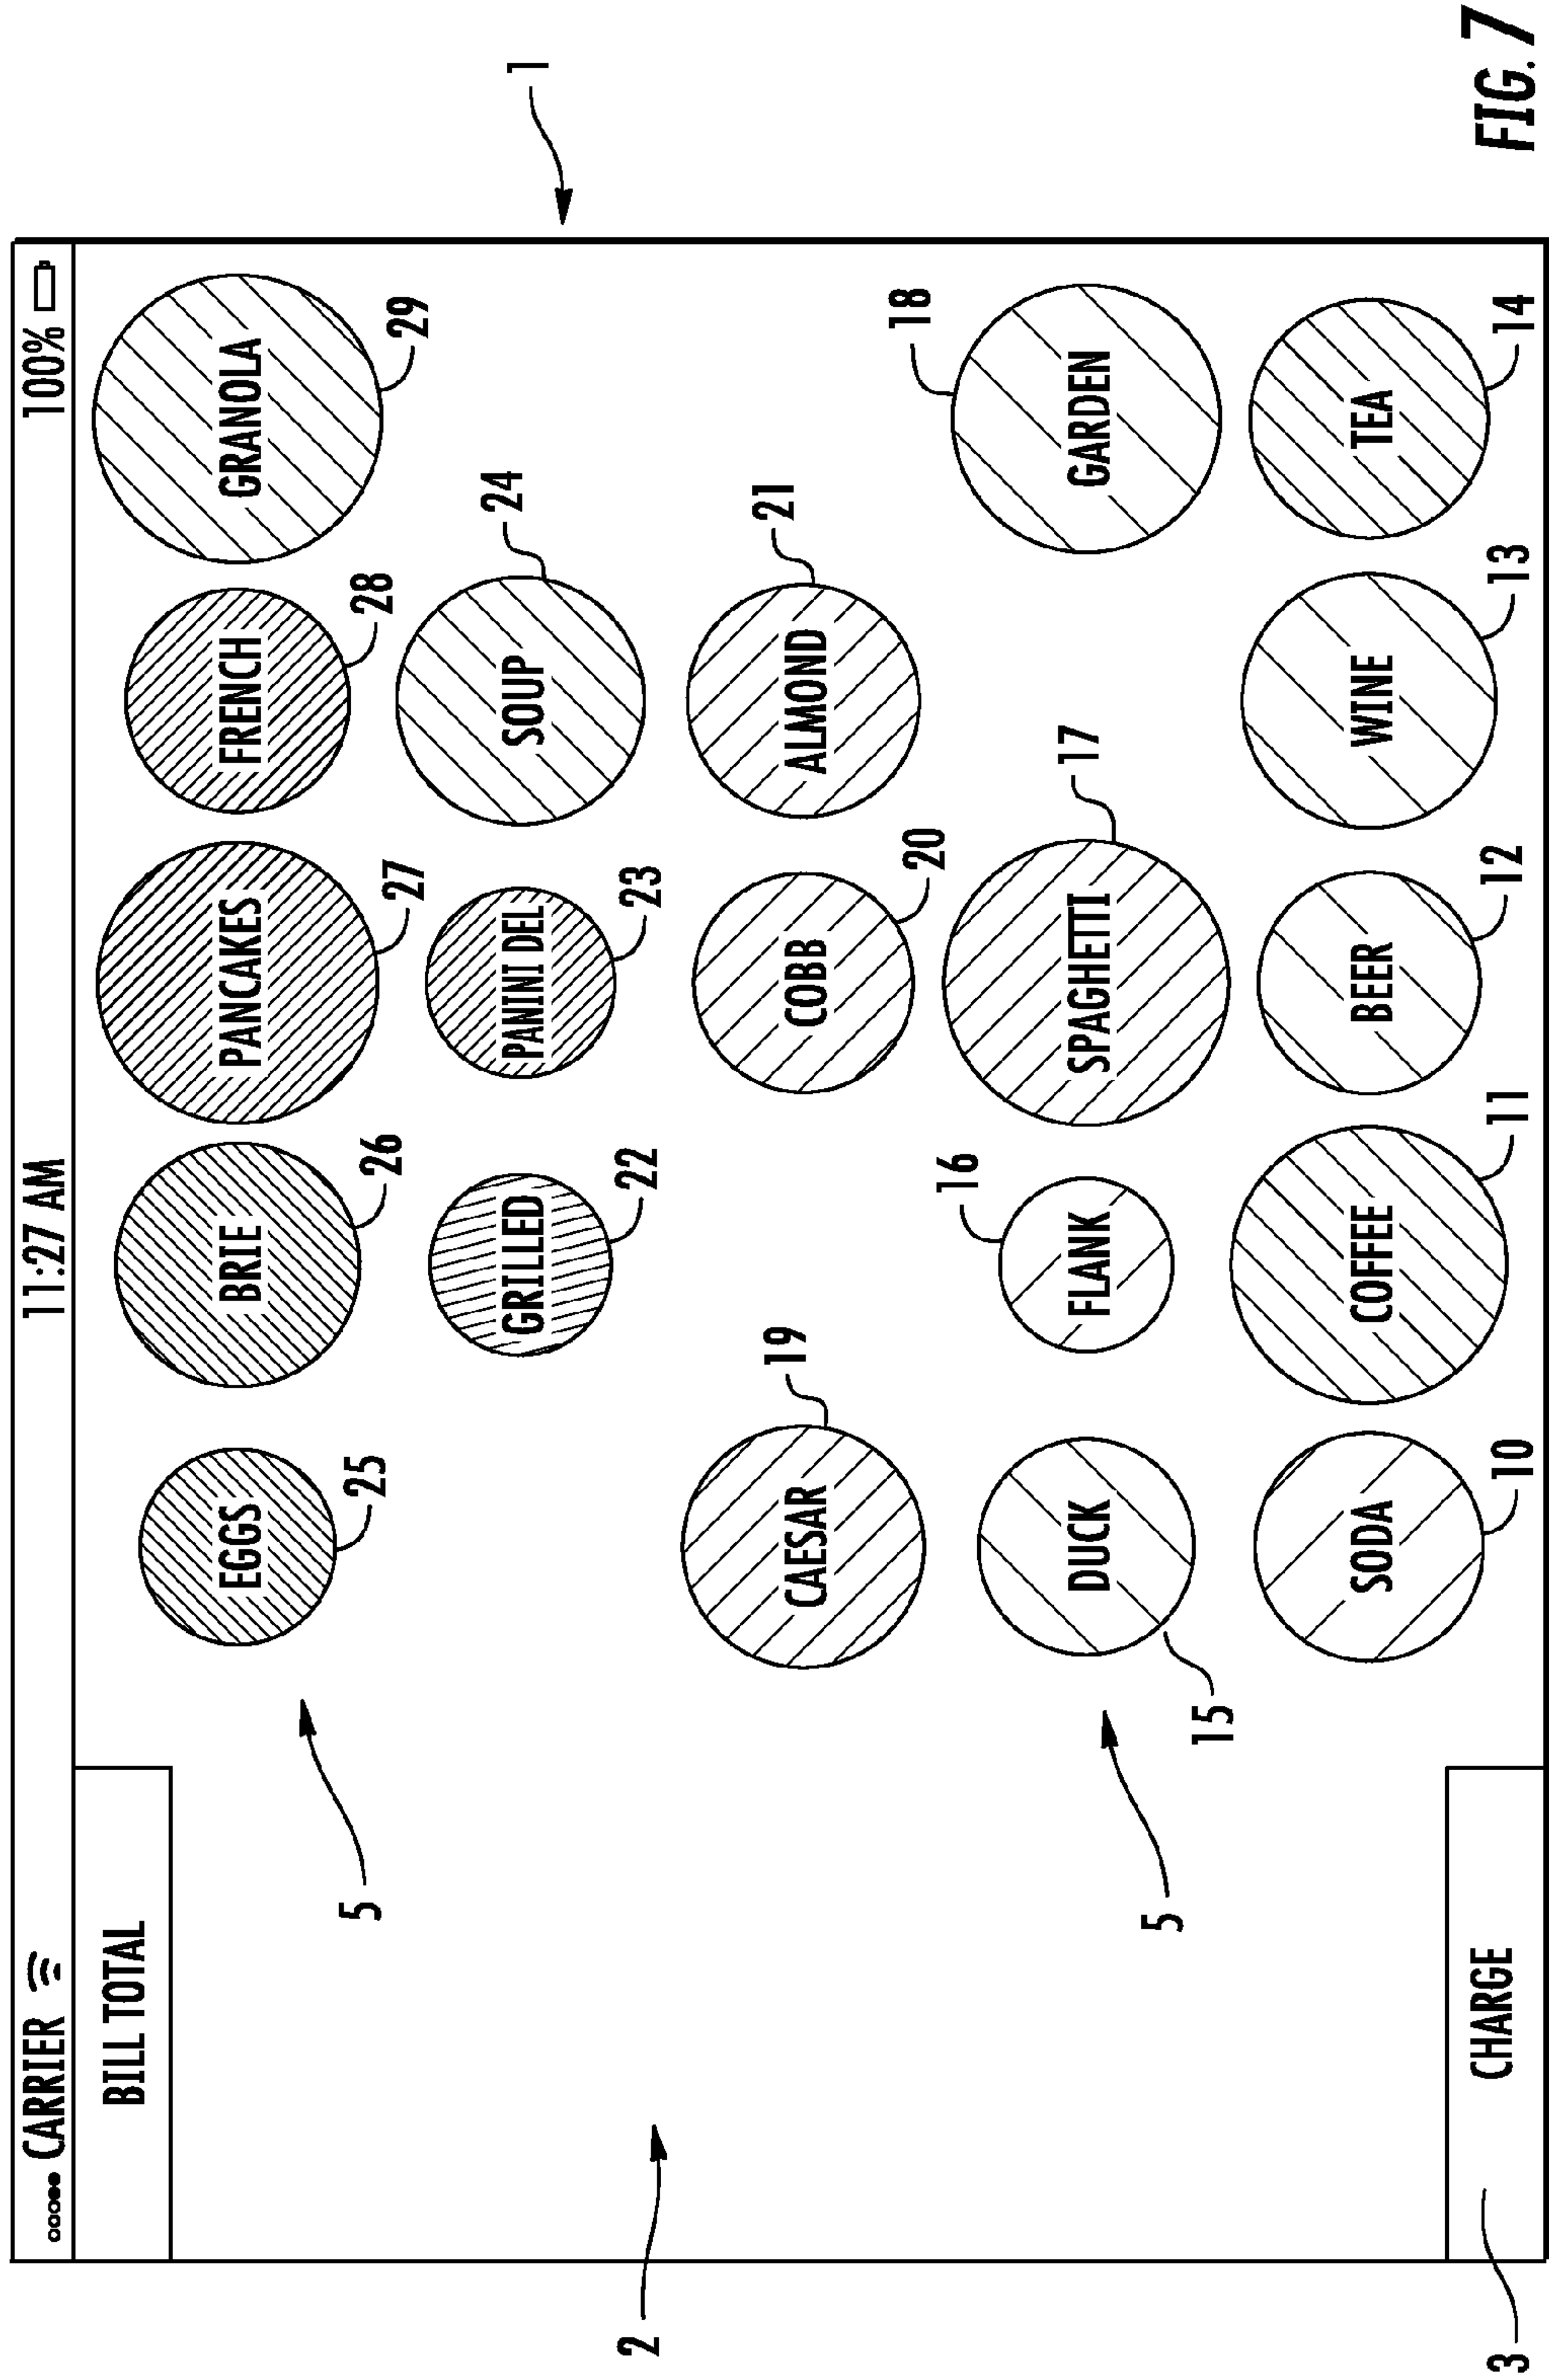 CARRIER 11:27 AM 100%
BILL TOTAL
EGGS BRIE PANCAKES FRENCH GRANOLA
25 26 27 28 29
5
GRILLED PANINI DEL SOUP
22 23 24
1
2
CAESAR COBB ALMOND
19 20 21
DUCK FLANK SPAGHETTI GARDEN
15 16 17 18
5
SODA COFFEE BEER WINE TEA
10 11 12 13 14
CHARGE
3
FIG. 7